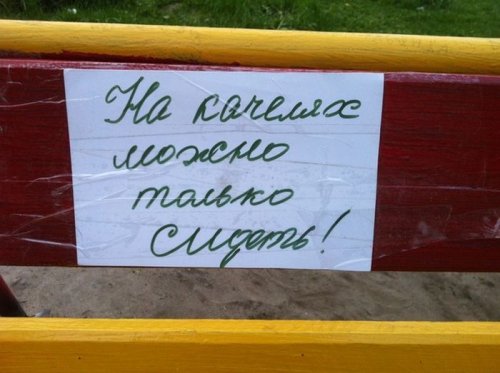 На качелях
можно
только
сидеть!